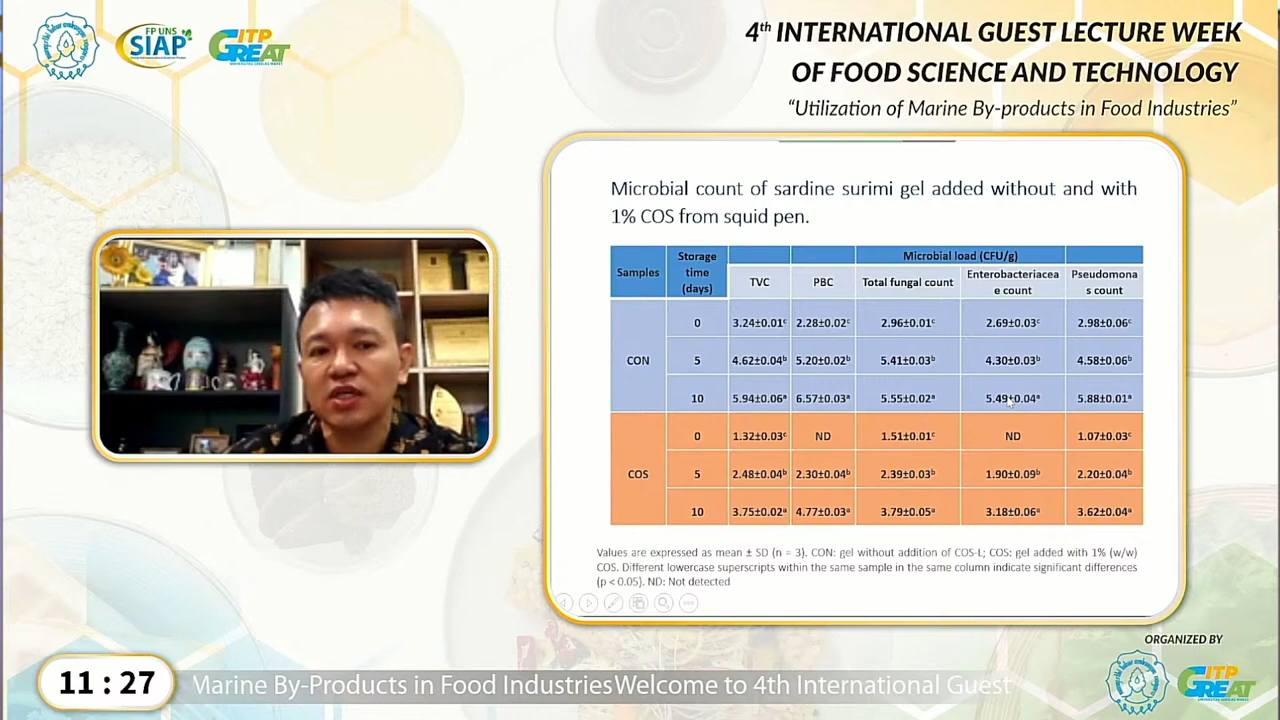 FP UNS
SIAP
ITP
GREAT
4th INTERNATIONAL GUEST LECTURE WEEK
OF FOOD SCIENCE AND TECHNOLOGY
“Utilization of Marine By-products in Food Industries”
Microbial count of sardine surimi gel added without and with
1% COS from squid pen.
Samples
Storage time (days)
Microbial load (CFU/g)
TVC PBC Total fungal count Enterobacteriaceae count Pseudomonas count
CON
0 3.24±0.01ᶜ 2.28±0.02ᶜ 2.96±0.01ᶜ 2.69±0.03ᶜ 2.98±0.06ᶜ
5 4.62±0.04ᵇ 5.20±0.02ᵇ 5.41±0.03ᵇ 4.30±0.03ᵇ 4.58±0.06ᵇ
10 5.94±0.06ᵃ 6.57±0.03ᵃ 5.55±0.02ᵃ 5.49±0.04ᵃ 5.88±0.01ᵃ
COS
0 1.32±0.03ᶜ ND 1.51±0.01ᶜ ND 1.07±0.03ᶜ
5 2.48±0.04ᵇ 2.30±0.04ᵇ 2.39±0.03ᵇ 1.90±0.09ᵇ 2.20±0.04ᵇ
10 3.75±0.02ᵃ 4.77±0.03ᵃ 3.79±0.05ᵃ 3.18±0.06ᵃ 3.62±0.04ᵃ
Values are expressed as mean ± SD (n = 3). CON: gel without addition of COS-L; COS: gel added with 1% (w/w)
COS. Different lowercase superscripts within the same sample in the same column indicate significant differences
(p < 0.05). ND: Not detected
ORGANIZED BY
11 : 27
Marine By-Products in Food IndustriesWelcome to 4th International Guest
ITP
GREAT